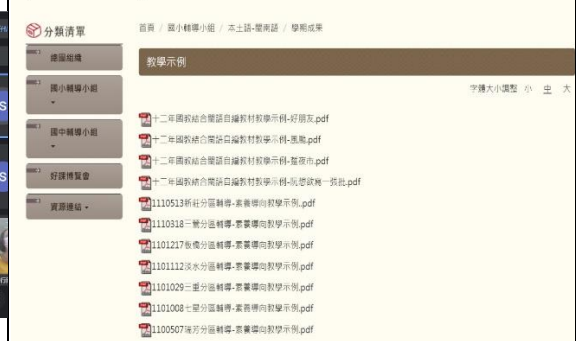 分類清單
總團組織
國小輔導小組
國中輔導小組
好課博覽會
資源連結
首頁 / 國小輔導小組 / 本土語-閩南語 / 學期成果
教學示例
字體大小調整 小 中 大
十二年國教結合閩語自編教材教學示例-好朋友.pdf
十二年國教結合閩語自編教材教學示例-風颱.pdf
十二年國教結合閩語自編教材教學示例-踅夜市.pdf
十二年國教結合閩語自編教材教學示例-阮想欲寫一張批.pdf
1110513新莊分區輔導-素養導向教學示例.pdf
1110318三鶯分區輔導-素養導向教學示例.pdf
1101217板橋分區輔導-素養導向教學示例.pdf
1101112淡水分區輔導-素養導向教學示例.pdf
1101029三重分區輔導-素養導向教學示例.pdf
1101008七星分區輔導-素養導向教學示例.pdf
1100507瑞芳分區輔導-素養導向教學示例.pdf